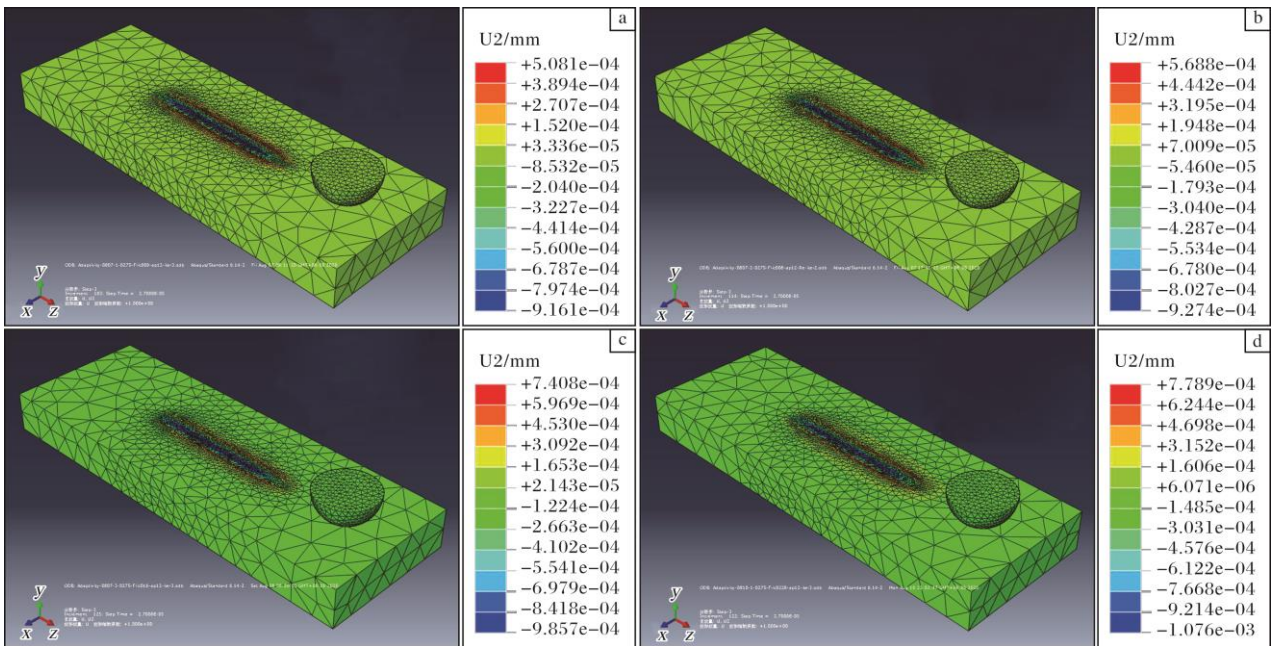 a
U2/mm
+5.081e−04
+3.894e−04
+2.707e−04
+1.520e−04
+3.336e−05
−8.532e−05
−2.040e−04
−3.227e−04
−4.414e−04
−5.600e−04
−6.787e−04
−7.974e−04
−9.161e−04
y
x
z
b
U2/mm
+5.688e−04
+4.442e−04
+3.195e−04
+1.948e−04
+7.009e−05
−5.460e−05
−1.793e−04
−3.040e−04
−4.287e−04
−5.534e−04
−6.780e−04
−8.027e−04
−9.274e−04
y
x
z
c
U2/mm
+7.408e−04
+5.969e−04
+4.530e−04
+3.092e−04
+1.653e−04
+2.143e−05
−1.224e−04
−2.663e−04
−4.102e−04
−5.541e−04
−6.979e−04
−8.418e−04
−9.857e−04
y
x
z
d
U2/mm
+7.789e−04
+6.244e−04
+4.698e−04
+3.152e−04
+1.606e−04
+6.071e−06
−1.485e−04
−3.031e−04
−4.576e−04
−6.122e−04
−7.668e−04
−9.214e−04
−1.076e−03
y
x
z